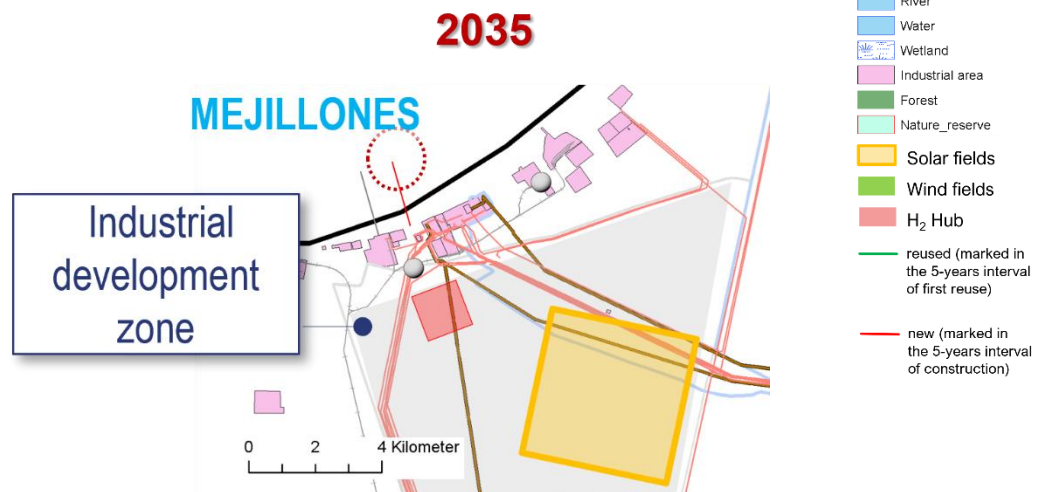 2035
MEJILLONES
Industrial
development
zone
0 2 4 Kilometer
River
Water
Wetland
Industrial area
Forest
Nature_reserve
Solar fields
Wind fields
H₂ Hub
reused (marked in
the 5-years interval
of first reuse)
new (marked in
the 5-years interval
of construction)